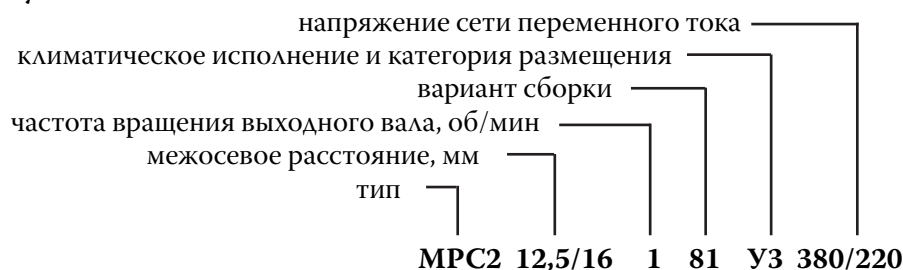 напряжение сети переменного тока
климатическое исполнение и категория размещения
вариант сборки
частота вращения выходного вала, об/мин
межосевое расстояние, мм
тип
МРС2 12,5/16 1 81 У3 380/220